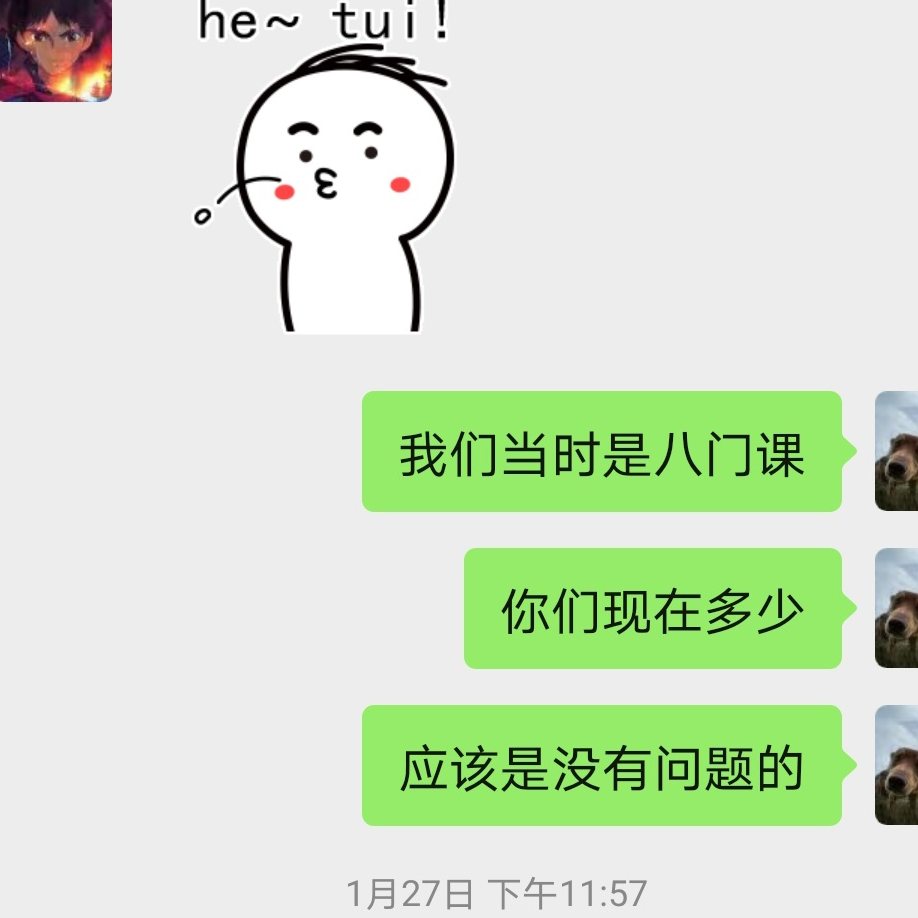 he~ tui!
我们当时是八门课
你们现在多少
应该是没有问题的
1月27日 下午11:57